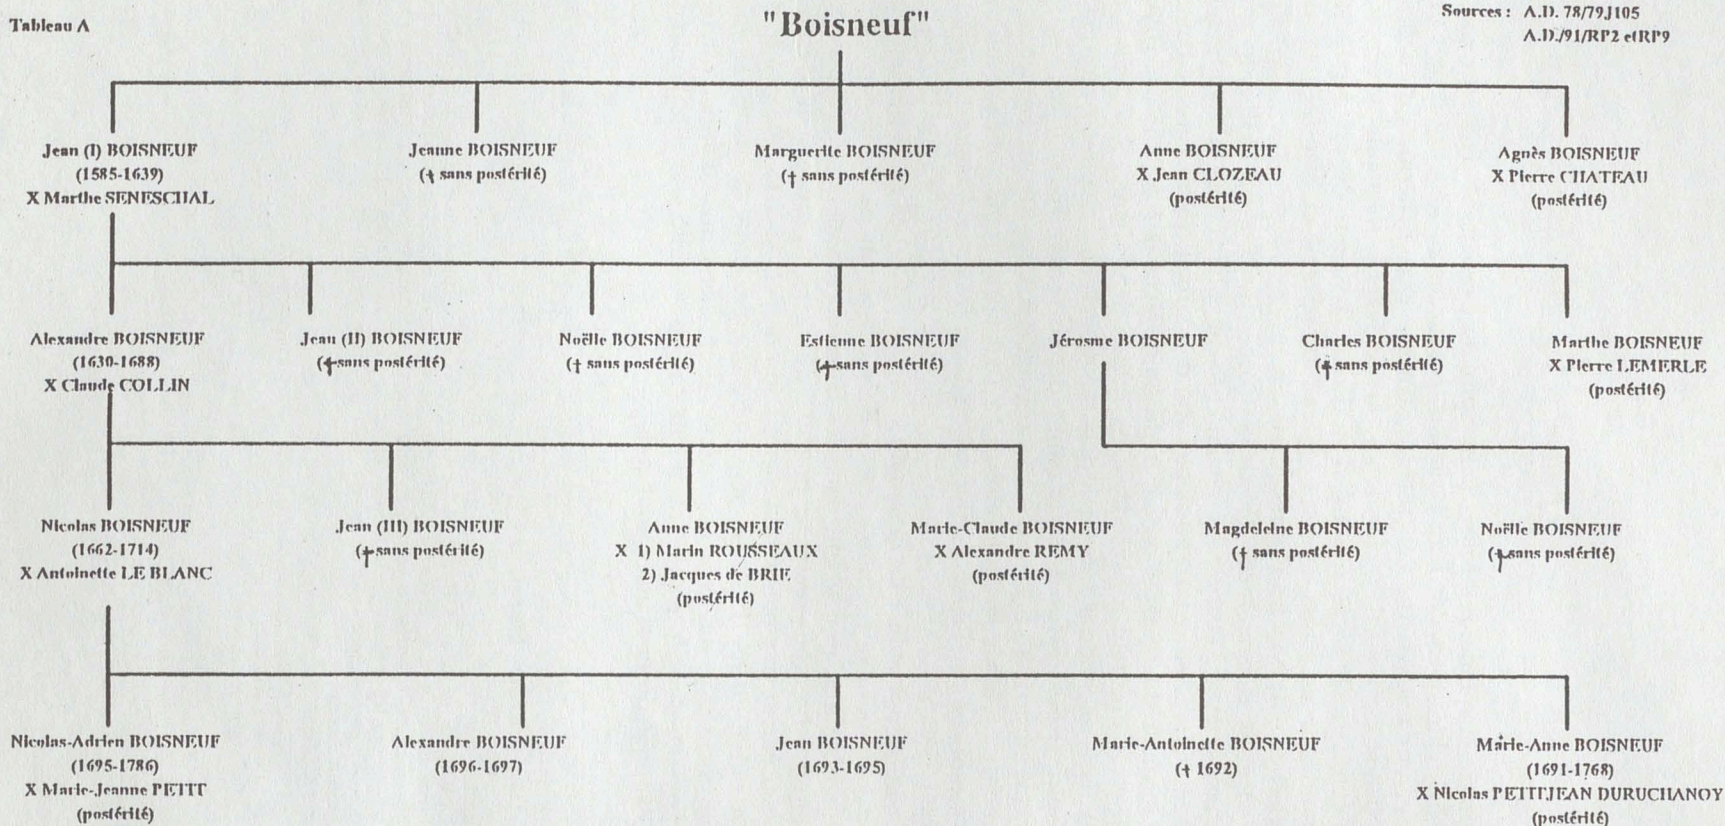 Tableau A
"Boisneuf"
Sources : A.D. 78/79J105
A.D./91/RP2 et RP9
Jean (I) BOISNEUF
(1585-1639)
X Marthe SENESCHAL
Jeanne BOISNEUF
(† sans postérité)
Marguerite BOISNEUF
(† sans postérité)
Anne BOISNEUF
X Jean CLOZEAU
(postérité)
Agnès BOISNEUF
X Pierre CHATEAU
(postérité)
Alexandre BOISNEUF
(1630-1688)
X Claude COLLIN
Jean (II) BOISNEUF
(† sans postérité)
Noëlle BOISNEUF
(† sans postérité)
Estienne BOISNEUF
(† sans postérité)
Jérosme BOISNEUF
Charles BOISNEUF
(† sans postérité)
Marthe BOISNEUF
X Pierre LEMERLE
(postérité)
Nicolas BOISNEUF
(1662-1714)
X Antoinette LE BLANC
Jean (III) BOISNEUF
(† sans postérité)
Anne BOISNEUF
X 1) Marin ROUSSEAUX
2) Jacques de BRIE
(postérité)
Marie-Claude BOISNEUF
X Alexandre REMY
(postérité)
Magdeleine BOISNEUF
(† sans postérité)
Noëlle BOISNEUF
(† sans postérité)
Nicolas-Adrien BOISNEUF
(1695-1786)
X Marie-Jeanne PETIT
(postérité)
Alexandre BOISNEUF
(1696-1697)
Jean BOISNEUF
(1693-1695)
Marie-Antoinette BOISNEUF
(† 1692)
Marie-Anne BOISNEUF
(1691-1768)
X Nicolas PETITJEAN DURUCHANOY
(postérité)